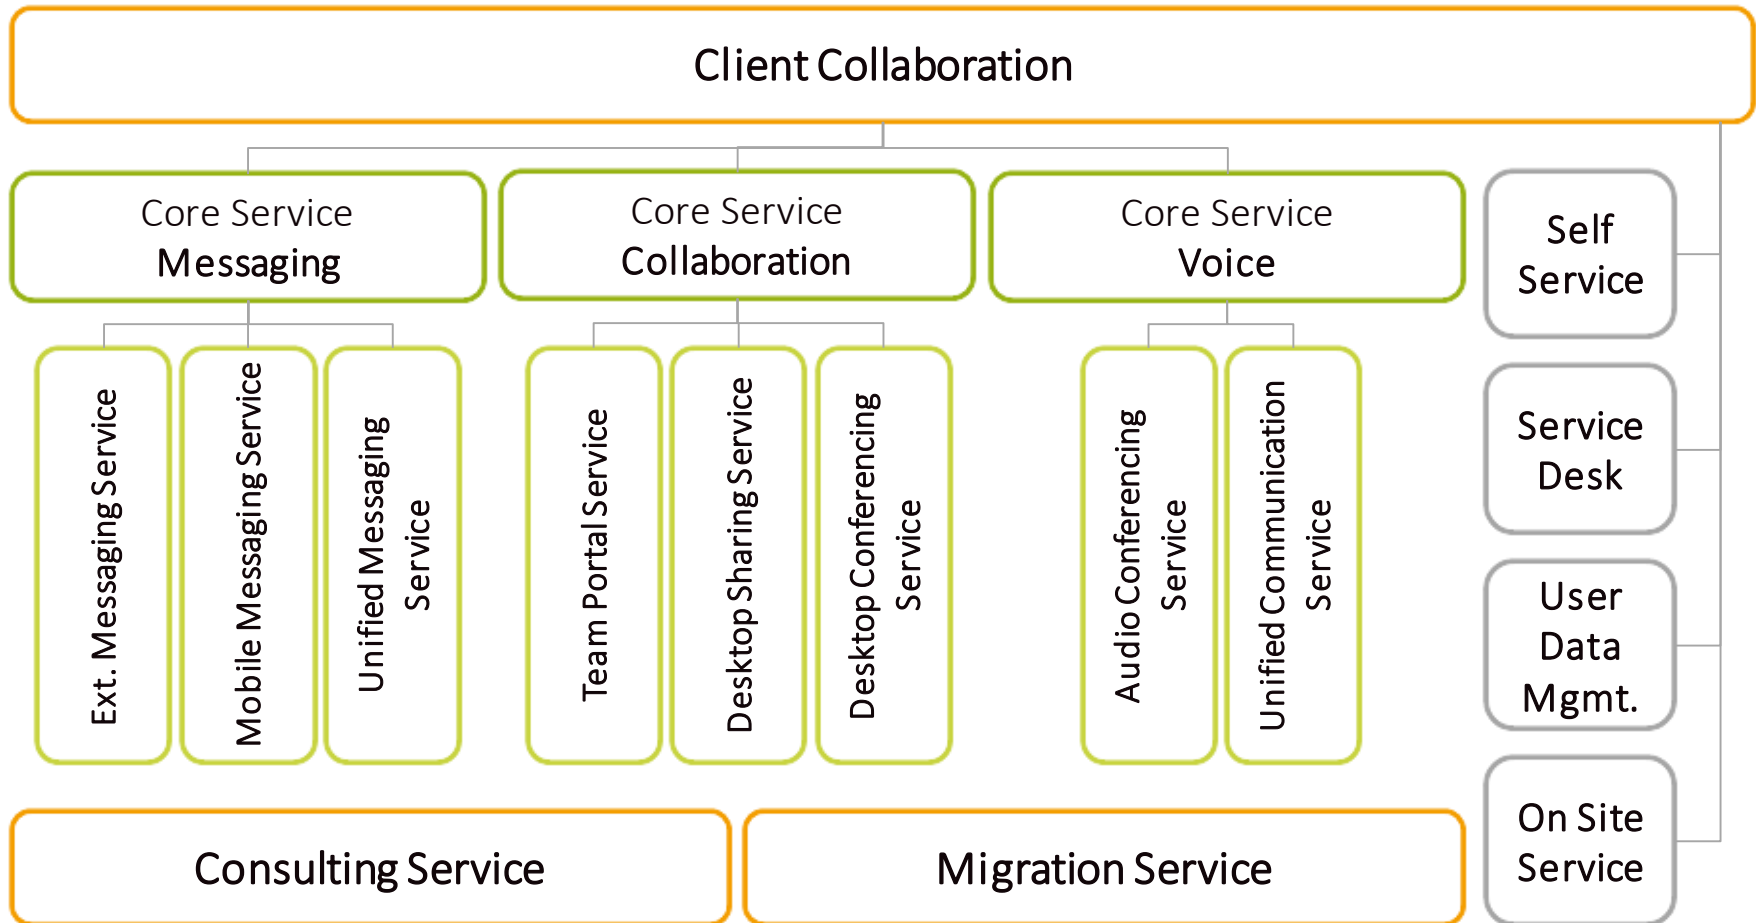 Client Collaboration
Core Service
Messaging
Core Service
Collaboration
Core Service
Voice
Ext. Messaging Service
Mobile Messaging Service
Unified Messaging
Service
Team Portal Service
Desktop Sharing Service
Desktop Conferencing
Service
Audio Conferencing
Service
Unified Communication
Service
Self
Service
Service
Desk
User
Data
Mgmt.
On Site
Service
Consulting Service
Migration Service